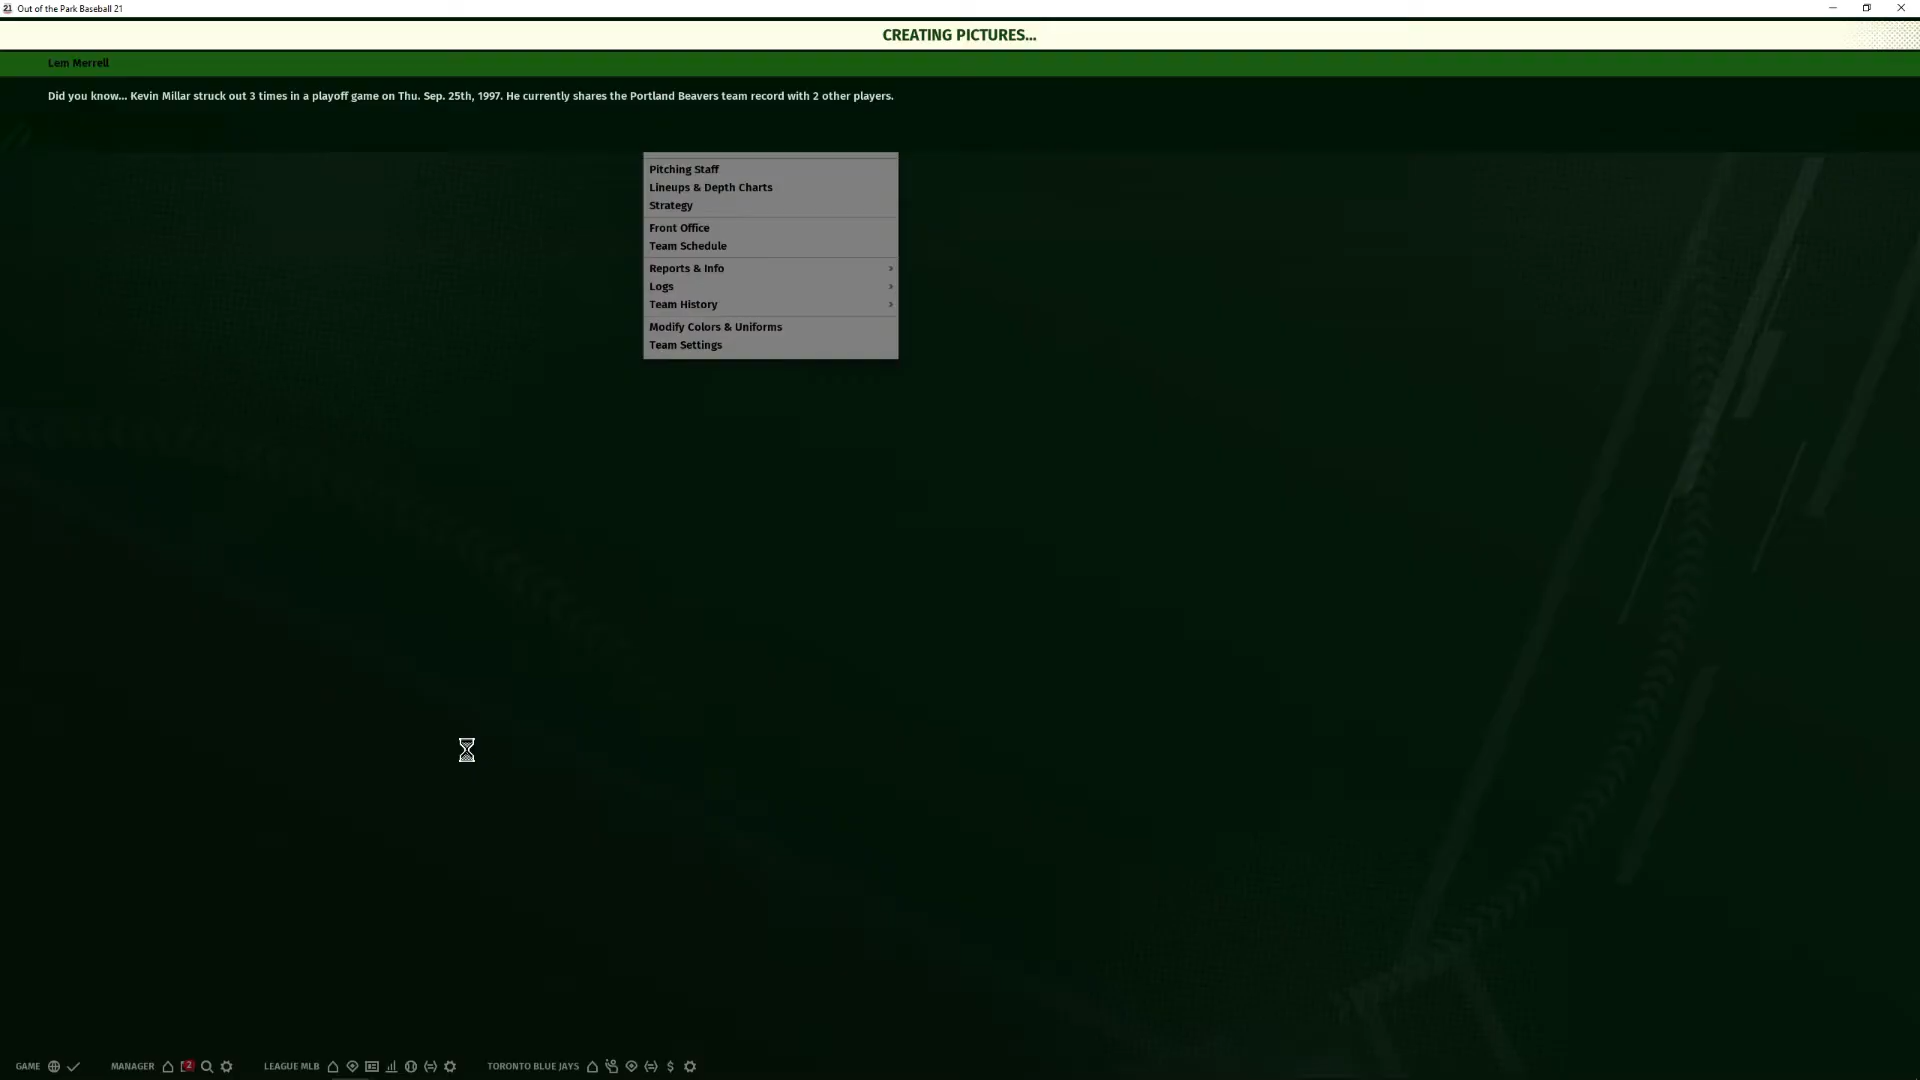 Out of the Park Baseball 21
CREATING PICTURES...
Lem Merrell
Did you know... Kevin Millar struck out 3 times in a playoff game on Thu. Sep. 25th, 1997. He currently shares the Portland Beavers team record with 2 other players.
Pitching Staff
Lineups & Depth Charts
Strategy
Front Office
Team Schedule
Reports & Info
Logs
Team History
Modify Colors & Uniforms
Team Settings
GAME MANAGER 2 LEAGUE MLB TORONTO BLUE JAYS $